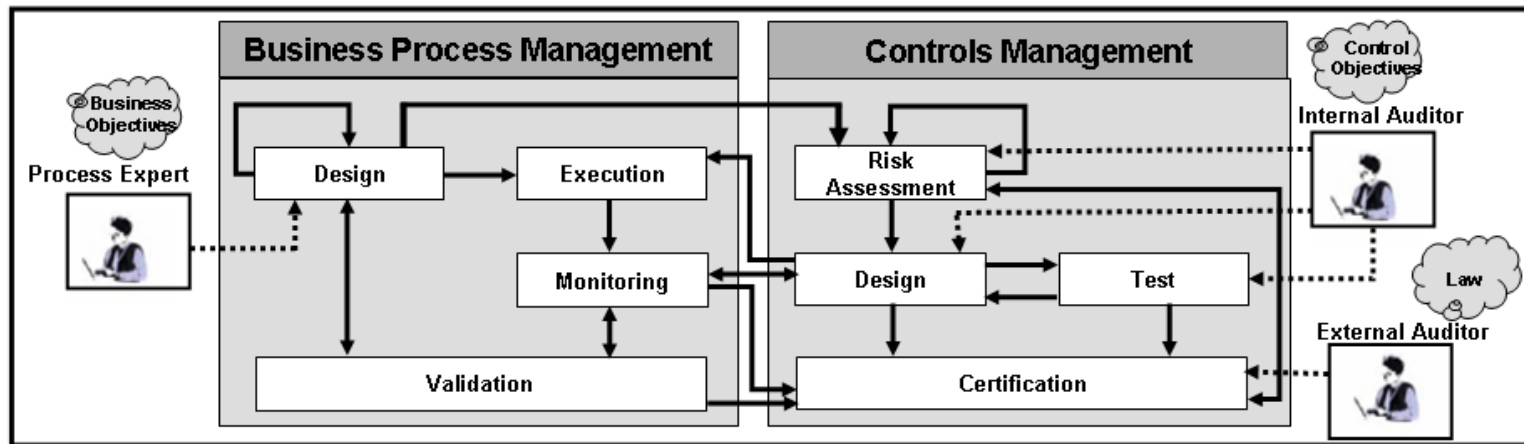 Business Process Management
Controls Management
Business
Objectives
Process Expert
Control
Objectives
Internal Auditor
Design
Execution
Risk
Assessment
Monitoring
Design
Test
Law
External Auditor
Validation
Certification